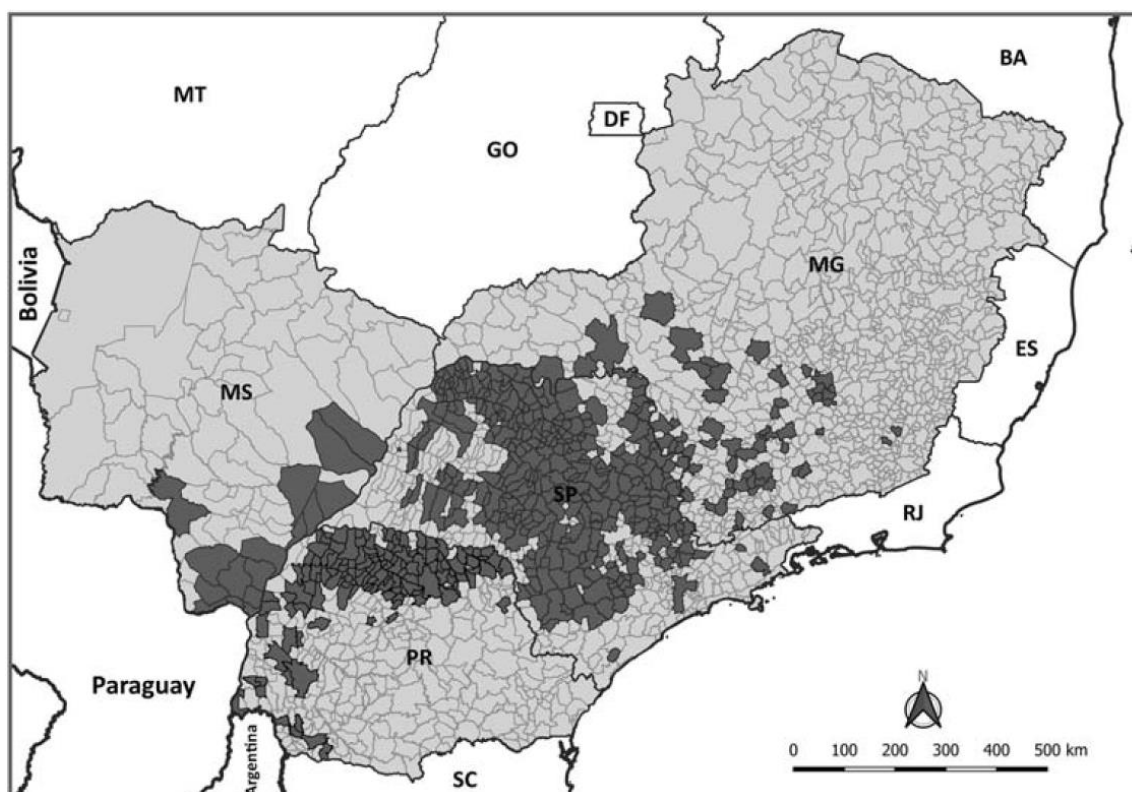 BA
MT
DF
GO
Bolivia
MG
ES
MS
SP
RJ
PR
Paraguay
N
Argentina
SC
0 100 200 300 400 500 km